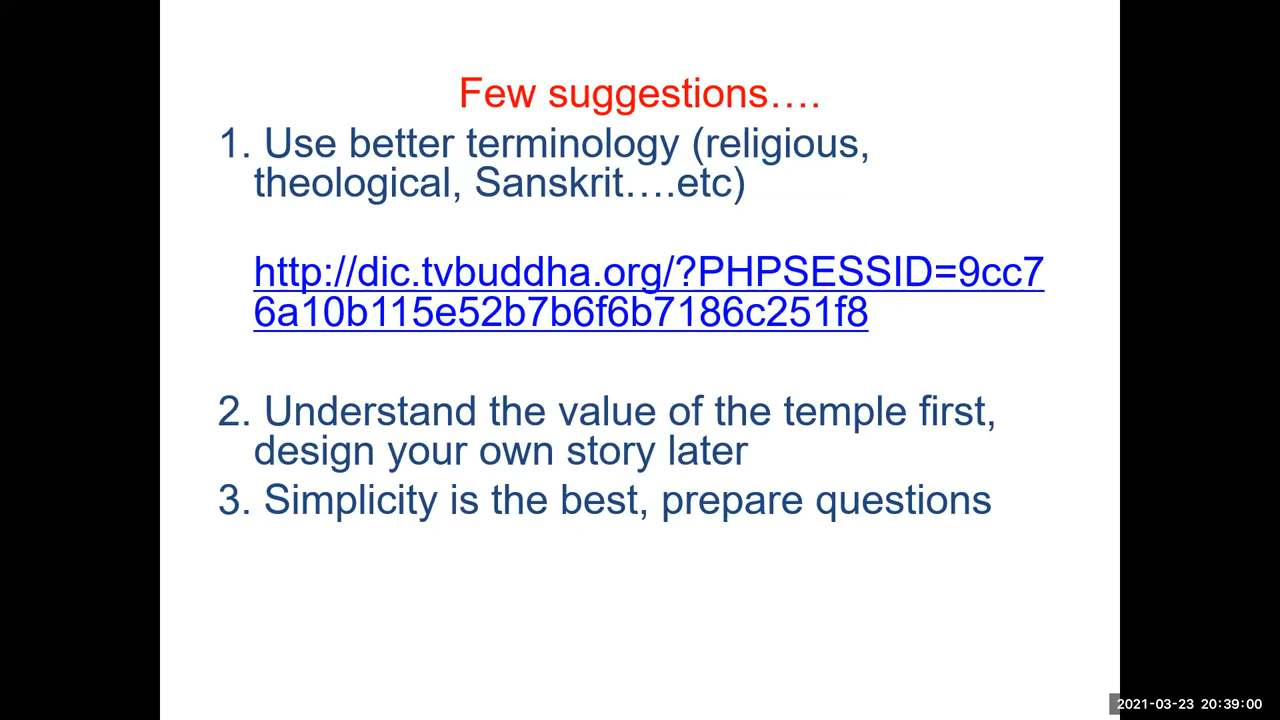 Few suggestions….
1. Use better terminology (religious,
theological, Sanskrit….etc)
http://dic.tvbuddha.org/?PHPSESSID=9cc7
6a10b115e52b7b6f6b7186c251f8
2. Understand the value of the temple first,
design your own story later
3. Simplicity is the best, prepare questions
2021-03-23 20:39:00